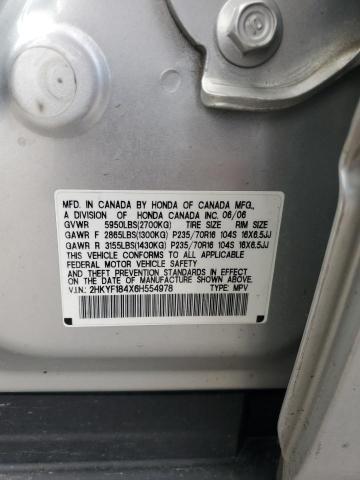 MFD. IN CANADA BY HONDA OF CANADA MFG.,
A DIVISION OF HONDA CANADA INC. 06/06
GVWR 5950LBS(2700KG) TIRE SIZE RIM SIZE
GAWR F 2865LBS(1300KG) P235/70R16 104S 16X6.5JJ
GAWR R 3155LBS(1430KG) P235/70R16 104S 16X6.5JJ
THIS VEHICLE CONFORMS TO ALL APPLICABLE
FEDERAL MOTOR VEHICLE SAFETY
AND THEFT PREVENTION STANDARDS IN EFFECT
ON THE DATE OF MANUFACTURE SHOWN ABOVE.
V.I.N.: 2HKYF184X6H554978 TYPE: MPV